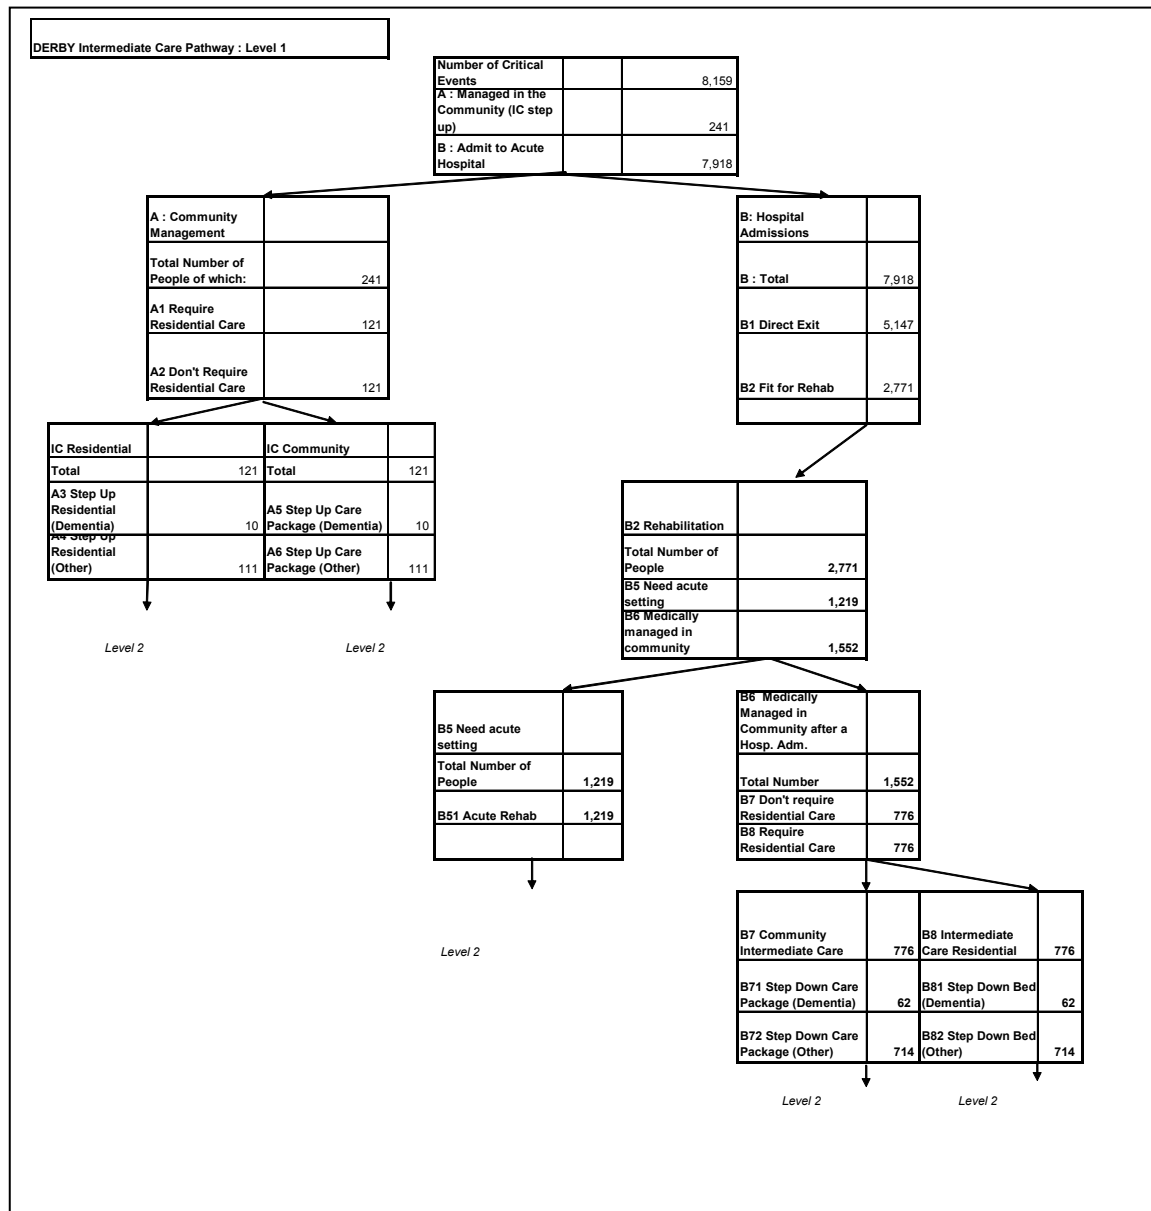 DERBY Intermediate Care Pathway : Level 1
Number of Critical
Events 8,159
A : Managed in the
Community (IC step
up) 241
B : Admit to Acute
Hospital 7,918
A : Community
Management
Total Number of
People of which: 241
A1 Require
Residential Care 121
A2 Don't Require
Residential Care 121
B: Hospital
Admissions
B : Total 7,918
B1 Direct Exit 5,147
B2 Fit for Rehab 2,771
IC Residential
Total 121
A3 Step Up
Residential
(Dementia) 10
A4 Step Up
Residential
(Other) 111
IC Community
Total 121
A5 Step Up Care
Package (Dementia) 10
A6 Step Up Care
Package (Other) 111
Level 2
Level 2
B2 Rehabilitation
Total Number of
People 2,771
B5 Need acute
setting 1,219
B6 Medically
managed in
community 1,552
B5 Need acute
setting
Total Number of
People 1,219
B51 Acute Rehab 1,219
Level 2
B6 Medically
Managed in
Community after a
Hosp. Adm.
Total Number 1,552
B7 Don't require
Residential Care 776
B8 Require
Residential Care 776
B7 Community
Intermediate Care 776
B71 Step Down Care
Package (Dementia) 62
B72 Step Down Care
Package (Other) 714
B8 Intermediate
Care Residential 776
B81 Step Down Bed
(Dementia) 62
B82 Step Down Bed
(Other) 714
Level 2
Level 2